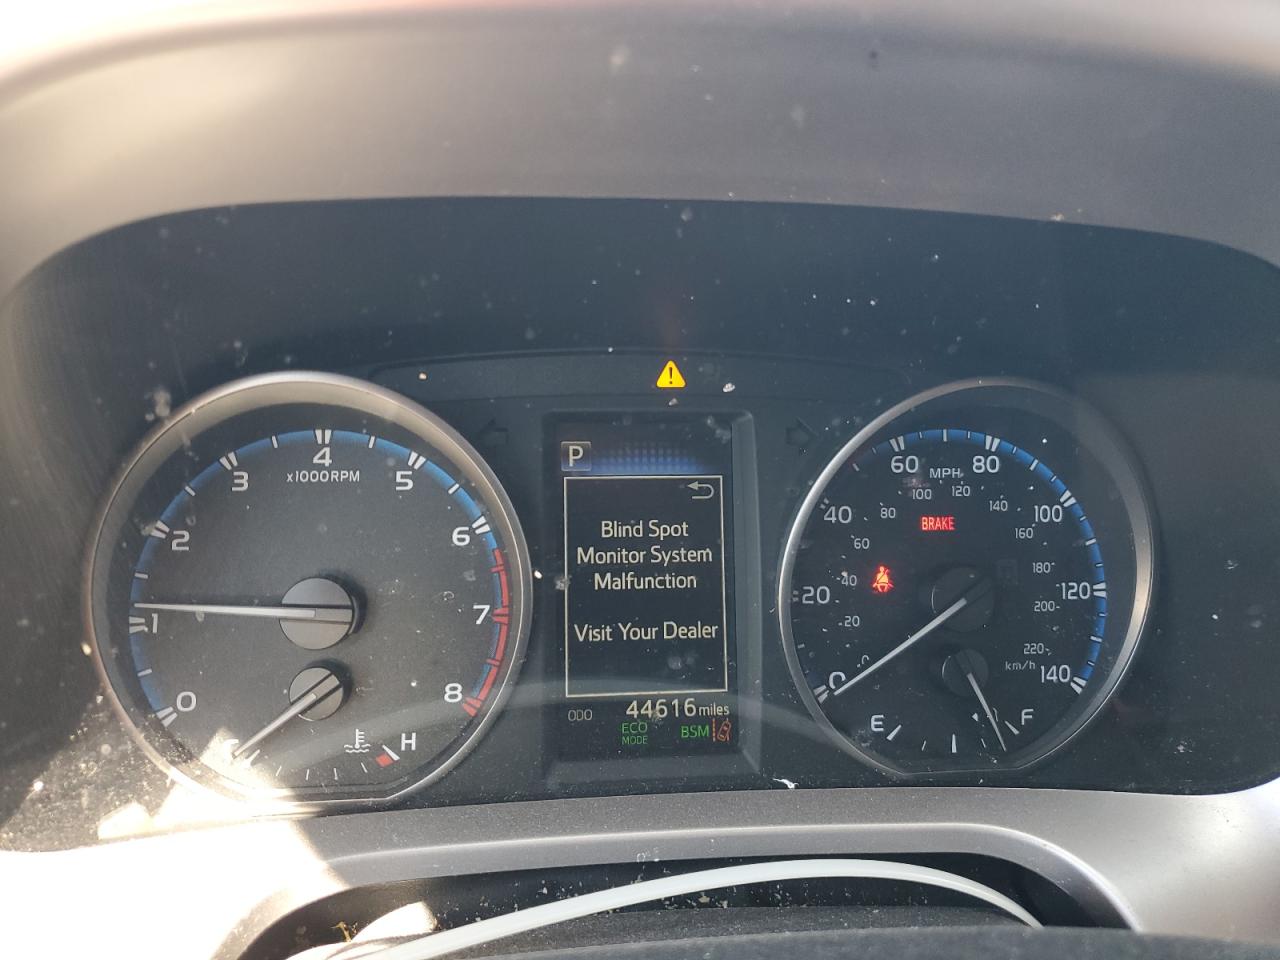 4
x1000RPM
3
5
2
6
1
7
0
8
H
P
Blind Spot
Monitor System
Malfunction
Visit Your Dealer
ODO 44616 miles
ECO
MODE
BSM
60 MPH 80
100 120
40 80 140 100
BRAKE
60 160
180
20 40 120
200
20
220
0 km/h 140
E F